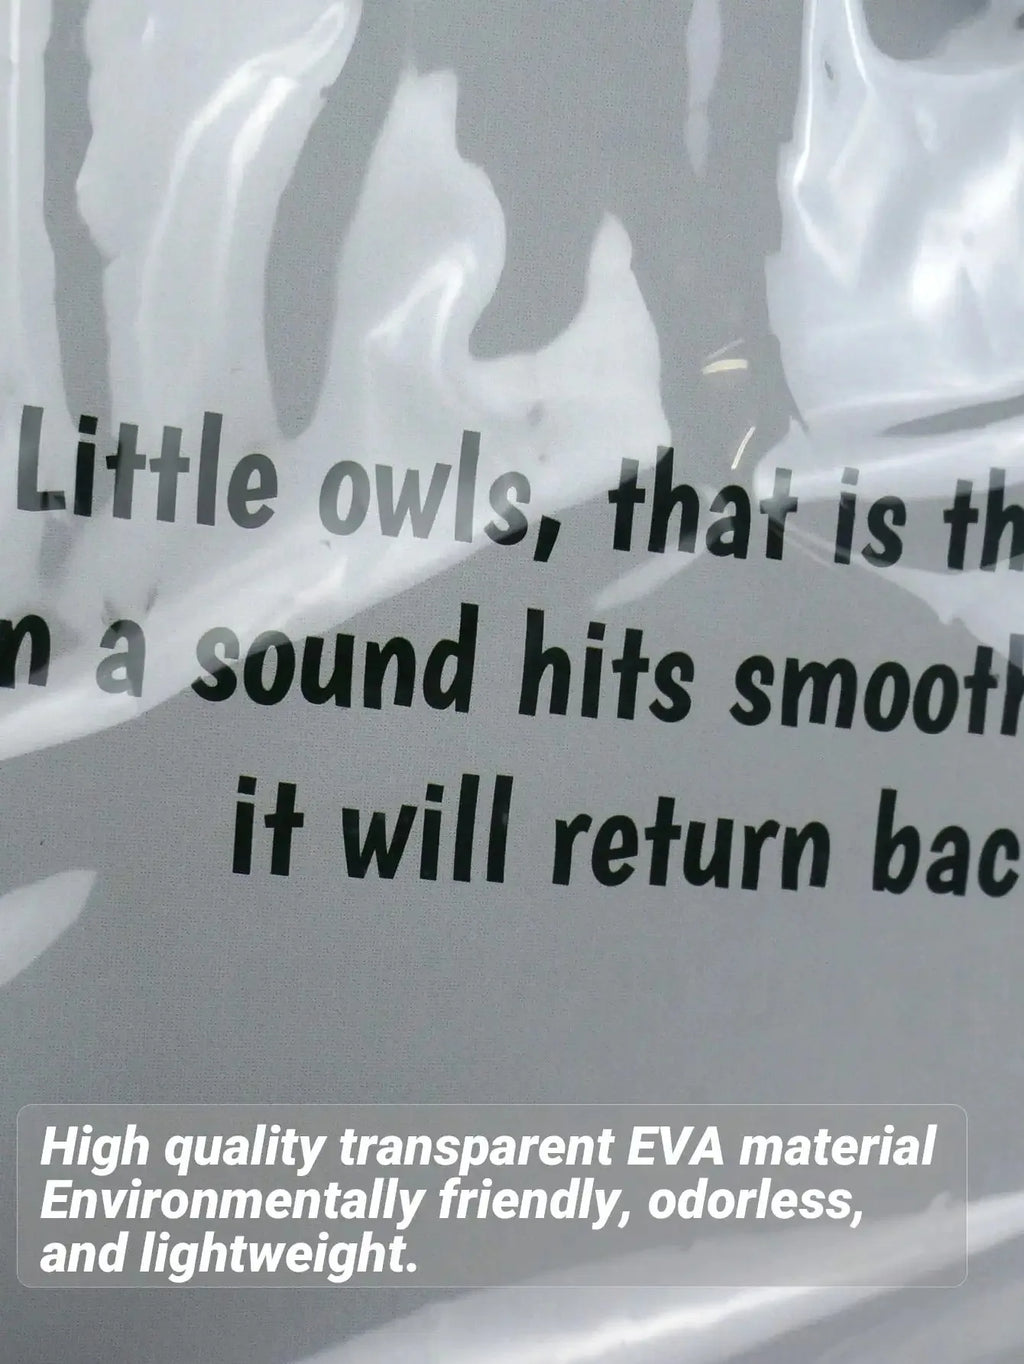 Little owls, that is th
n a sound hits smooth
it will return bac
High quality transparent EVA material
Environmentally friendly, odorless,
and lightweight.